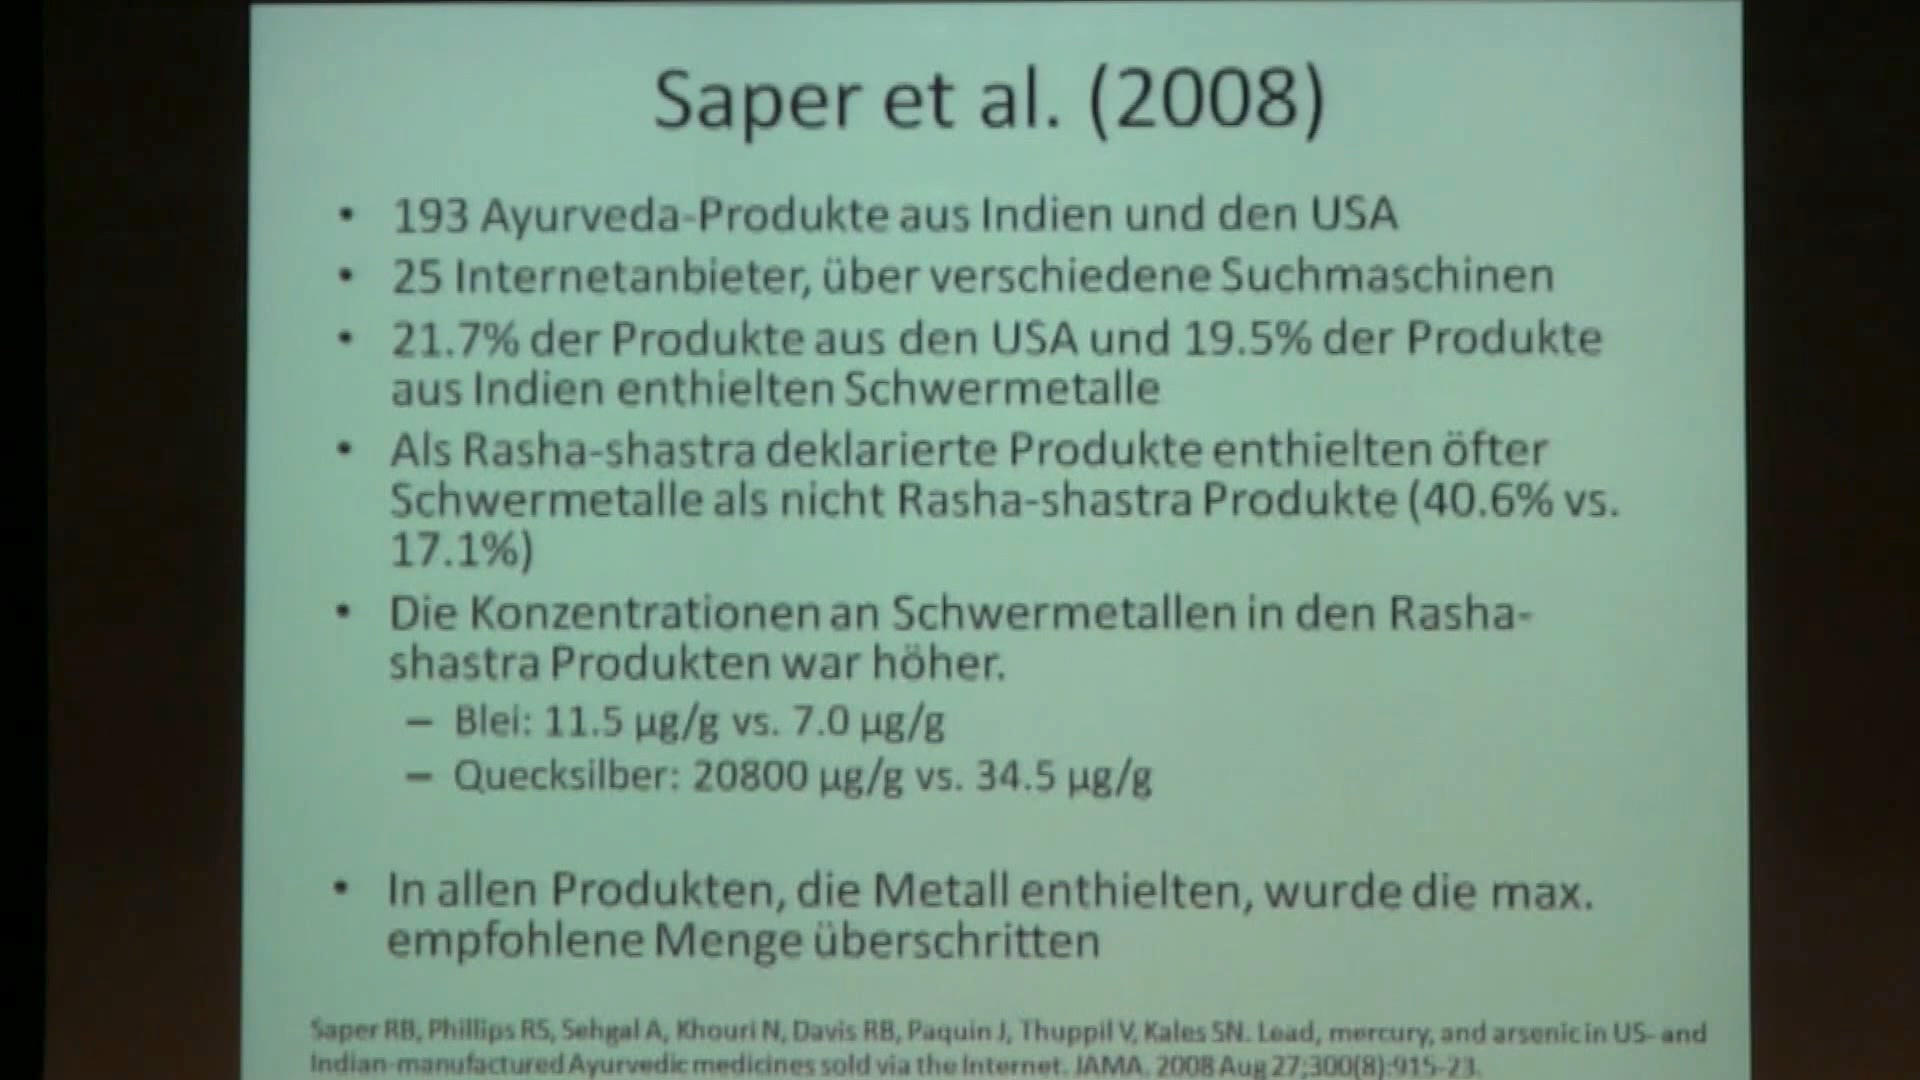 Saper et al. (2008)
• 193 Ayurveda-Produkte aus Indien und den USA
• 25 Internetanbieter, über verschiedene Suchmaschinen
• 21.7% der Produkte aus den USA und 19.5% der Produkte
aus Indien enthielten Schwermetalle
• Als Rasha-shastra deklarierte Produkte enthielten öfter
Schwermetalle als nicht Rasha-shastra Produkte (40.6% vs.
17.1%)
• Die Konzentrationen an Schwermetallen in den Rasha-
shastra Produkten war höher.
– Blei: 11.5 µg/g vs. 7.0 µg/g
– Quecksilber: 20800 µg/g vs. 34.5 µg/g
• In allen Produkten, die Metall enthielten, wurde die max.
empfohlene Menge überschritten
Saper RB, Phillips RS, Sehgal A, Khouri N, Davis RB, Paquin J, Thuppil V, Kales SN. Lead, mercury, and arsenic in US- and
Indian-manufactured Ayurvedic medicines sold via the Internet. JAMA. 2008 Aug 27;300(8):915-23.